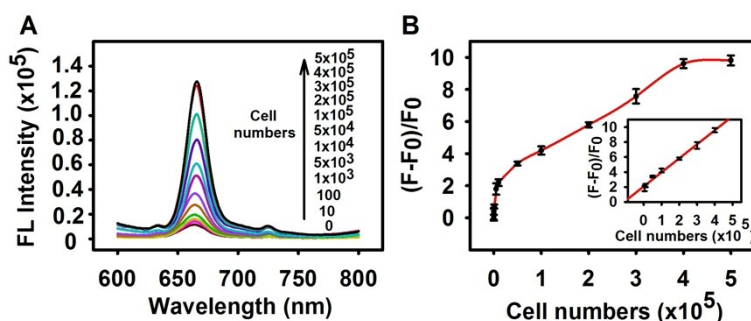 A
FL Intensity (x10⁵)
1.4
1.2
1.0
0.8
0.6
0.4
0.2
0
600
650
700
750
800
Wavelength (nm)
Cell
numbers
5x10⁵
4x10⁵
3x10⁵
2x10⁵
1x10⁵
5x10⁴
1x10⁴
5x10³
1x10³
100
10
0
B
(F-F0)/F0
10
8
6
4
2
0
0
1
2
3
4
5
Cell numbers (x10⁵)
(F-F0)/F0
10
8
6
4
2
0
0
1
2
3
4
5
Cell numbers (x10⁵)